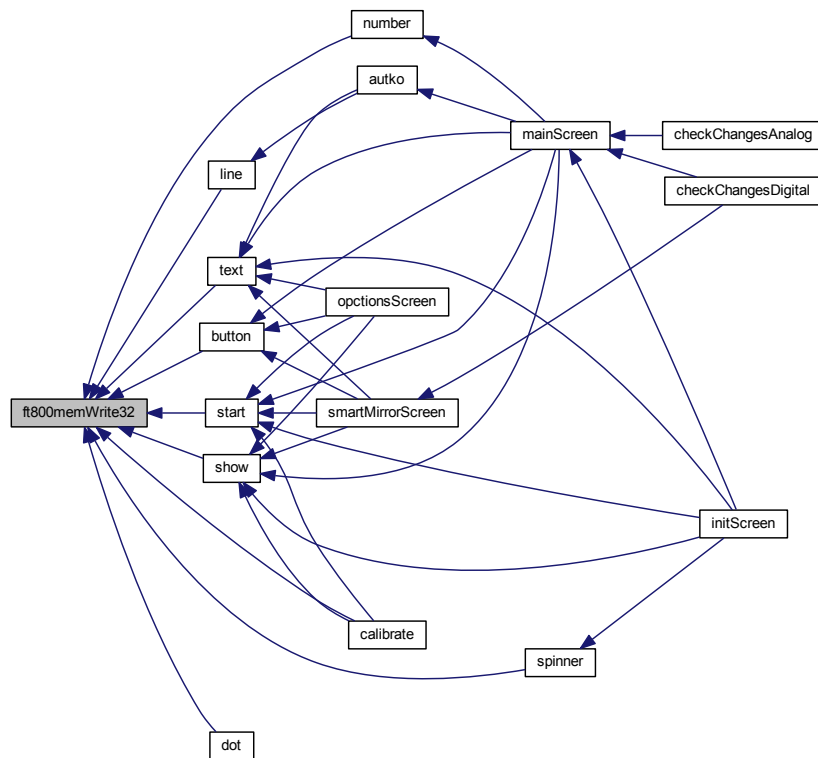 number
autko
mainScreen
checkChangesAnalog
line
checkChangesDigital
text
opctionsScreen
button
ft800memWrite32
start
smartMirrorScreen
show
initScreen
calibrate
spinner
dot